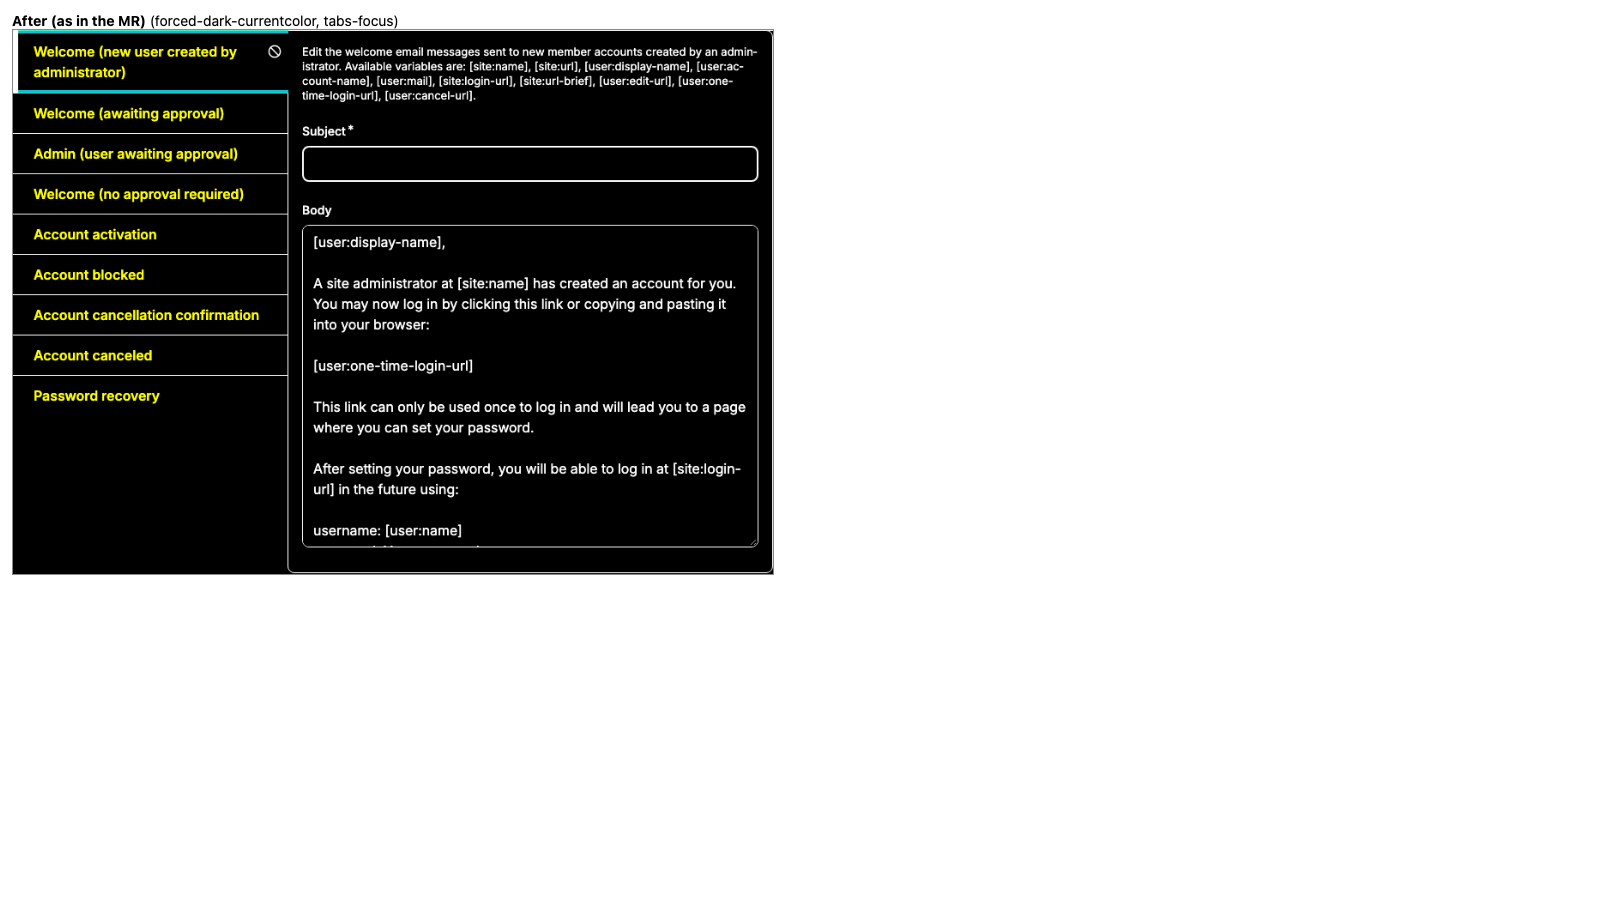 After (as in the MR) (forced-dark-currentcolor, tabs-focus)
Welcome (new user created by
administrator)
Welcome (awaiting approval)
Admin (user awaiting approval)
Welcome (no approval required)
Account activation
Account blocked
Account cancellation confirmation
Account canceled
Password recovery
Edit the welcome email messages sent to new member accounts created by an admin-
istrator. Available variables are: [site:name], [site:url], [user:display-name], [user:ac-
count-name], [user:mail], [site:login-url], [site:url-brief], [user:edit-url], [user:one-
time-login-url], [user:cancel-url].
Subject*
Body
[user:display-name],
A site administrator at [site:name] has created an account for you.
You may now log in by clicking this link or copying and pasting it
into your browser:
[user:one-time-login-url]
This link can only be used once to log in and will lead you to a page
where you can set your password.
After setting your password, you will be able to log in at [site:login-
url] in the future using:
username: [user:name]